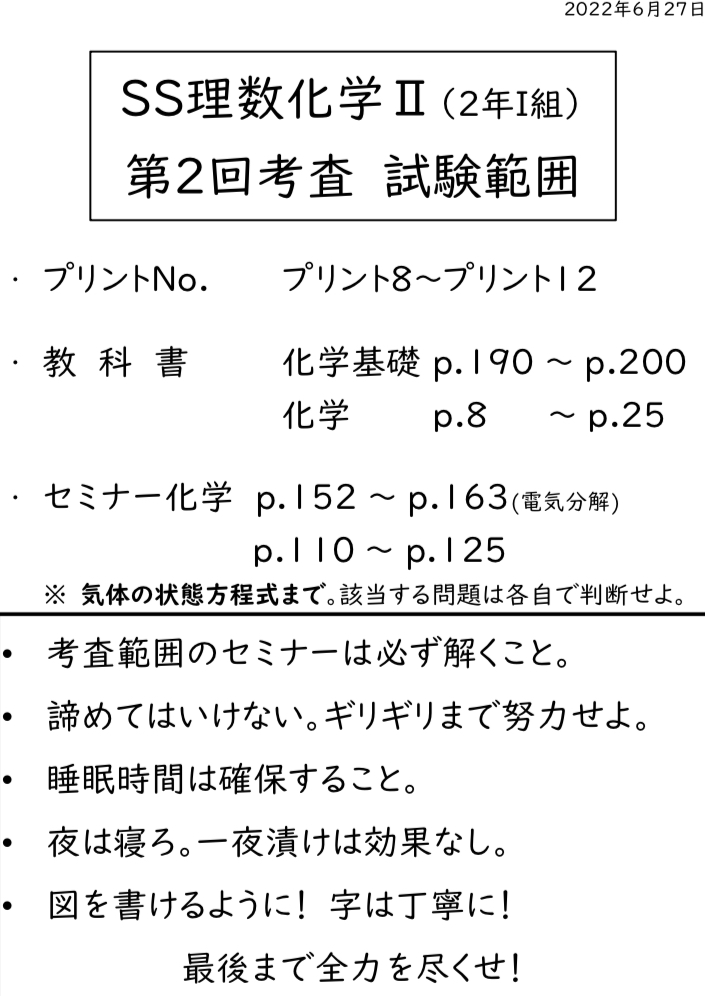 2022年6月27日
SS理数化学Ⅱ（2年I組）
第2回考査 試験範囲
・ プリントNo. プリント8～プリント12
・ 教 科 書 化学基礎 p.190 ～ p.200
化学 p.8 ～ p.25
・ セミナー化学 p.152 ～ p.163(電気分解)
p.110 ～ p.125
※ 気体の状態方程式まで。該当する問題は各自で判断せよ。
• 考査範囲のセミナーは必ず解くこと。
• 諦めてはいけない。ギリギリまで努力せよ。
• 睡眠時間は確保すること。
• 夜は寝ろ。一夜漬けは効果なし。
• 図を書けるように！ 字は丁寧に！
最後まで全力を尽くせ！